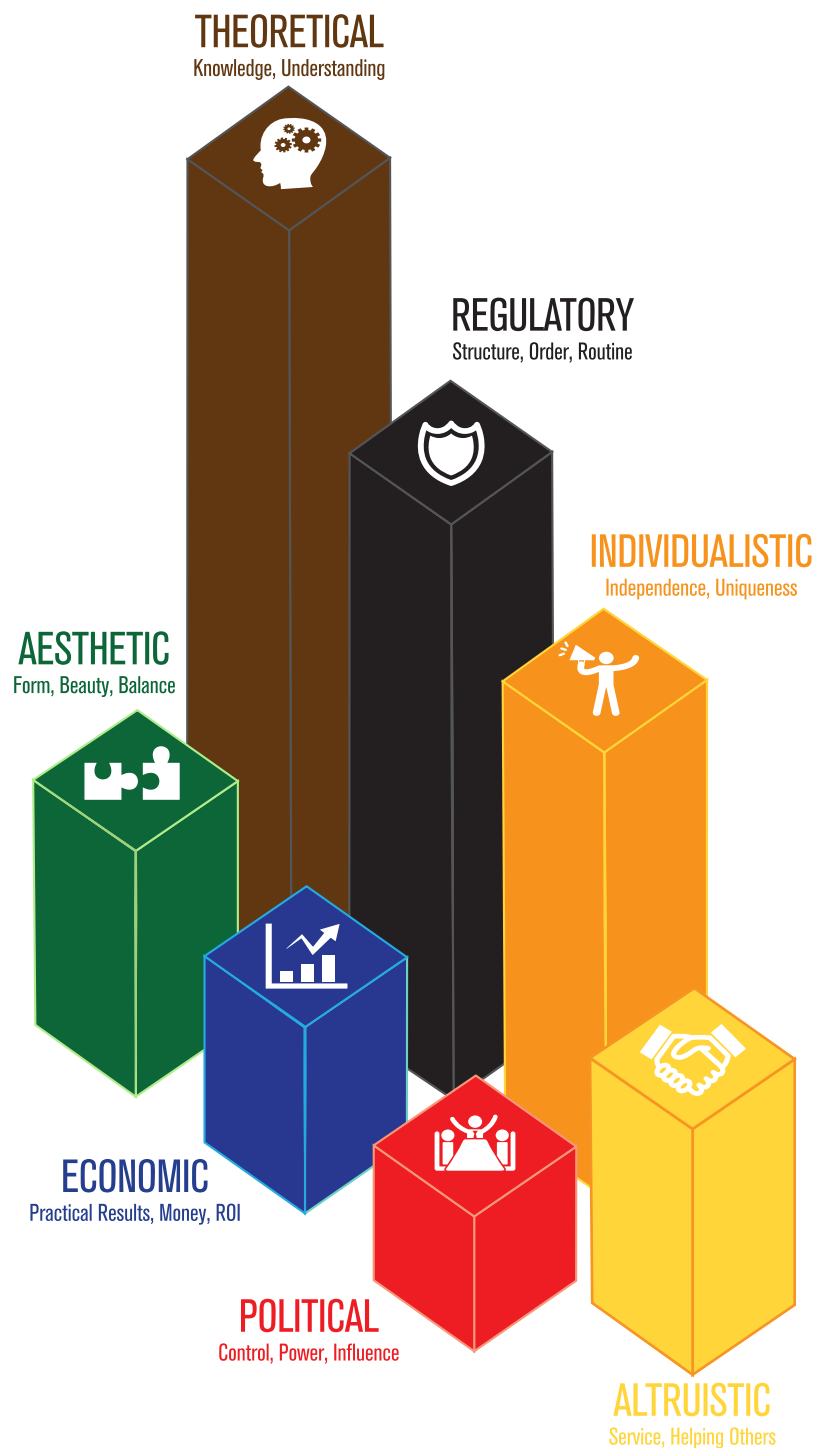 THEORETICAL
Knowledge, Understanding
REGULATORY
Structure, Order, Routine
INDIVIDUALISTIC
Independence, Uniqueness
AESTHETIC
Form, Beauty, Balance
ECONOMIC
Practical Results, Money, ROI
POLITICAL
Control, Power, Influence
ALTRUISTIC
Service, Helping Others